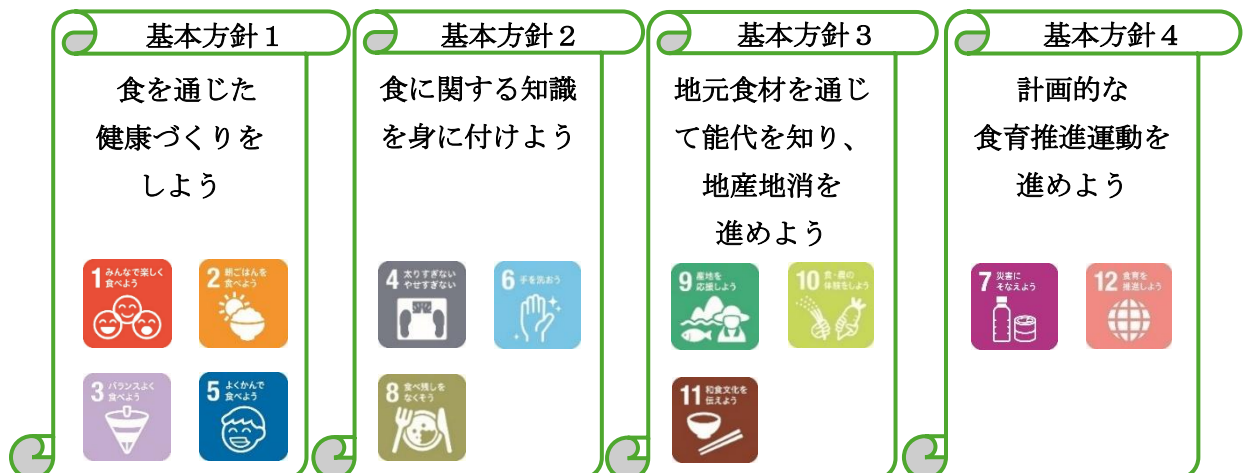 基本方針１
食を通じた
健康づくりを
しよう
1 みんなで楽しく
食べよう
2 朝ごはんを
食べよう
3 バランスよく
食べよう
5 よくかんで
食べよう
基本方針２
食に関する知識
を身に付けよう
4 太りすぎない
やせすぎない
6 手を洗おう
8 食べ残しを
なくそう
基本方針３
地元食材を通じ
て能代を知り、
地産地消を
進めよう
9 産地を
応援しよう
10 食・農の
体験をしよう
11 和食文化を
伝えよう
基本方針４
計画的な
食育推進運動を
進めよう
7 災害に
そなえよう
12 食育を
推進しよう